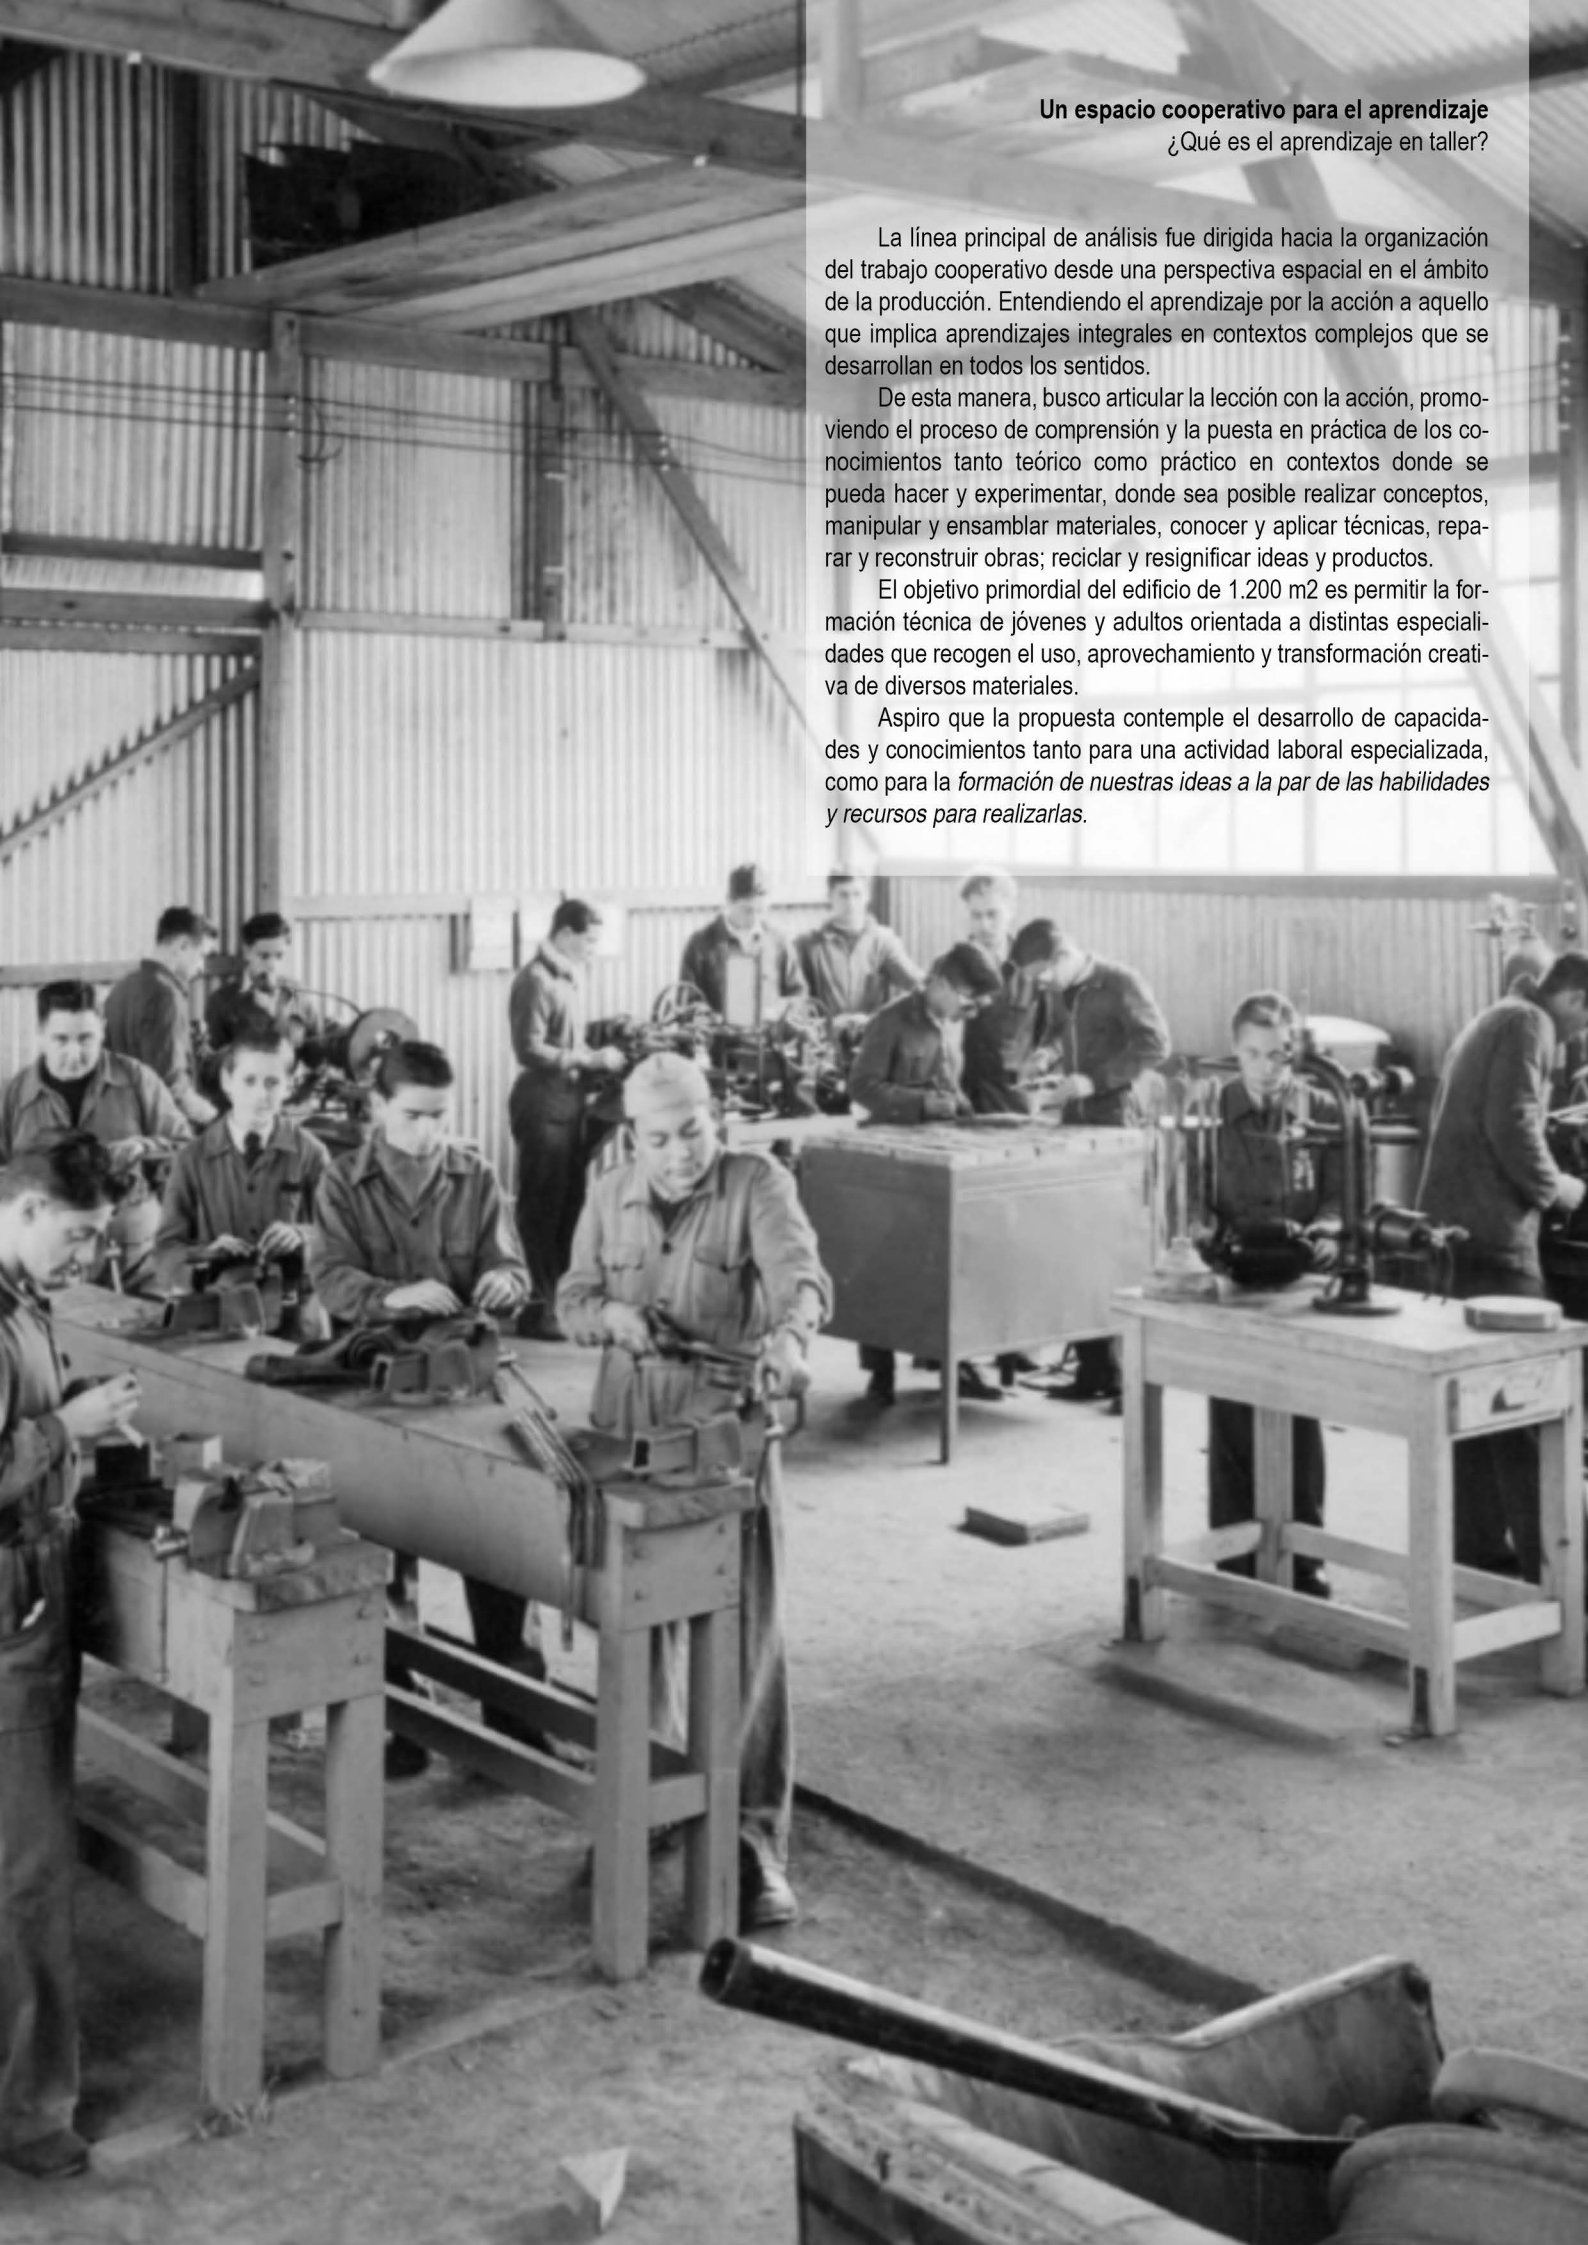 Un espacio cooperativo para el aprendizaje
¿Qué es el aprendizaje en taller?
La línea principal de análisis fue dirigida hacia la organización
del trabajo cooperativo desde una perspectiva espacial en el ámbito
de la producción. Entendiendo el aprendizaje por la acción a aquello
que implica aprendizajes integrales en contextos complejos que se
desarrollan en todos los sentidos.
De esta manera, busco articular la lección con la acción, promo-
viendo el proceso de comprensión y la puesta en práctica de los co-
nocimientos tanto teórico como práctico en contextos donde se
pueda hacer y experimentar, donde sea posible realizar conceptos,
manipular y ensamblar materiales, conocer y aplicar técnicas, repa-
rar y reconstruir obras; reciclar y resignificar ideas y productos.
El objetivo primordial del edificio de 1.200 m2 es permitir la for-
mación técnica de jóvenes y adultos orientada a distintas especiali-
dades que recogen el uso, aprovechamiento y transformación creati-
va de diversos materiales.
Aspiro que la propuesta contemple el desarrollo de capacida-
des y conocimientos tanto para una actividad laboral especializada,
como para la formación de nuestras ideas a la par de las habilidades
y recursos para realizarlas.